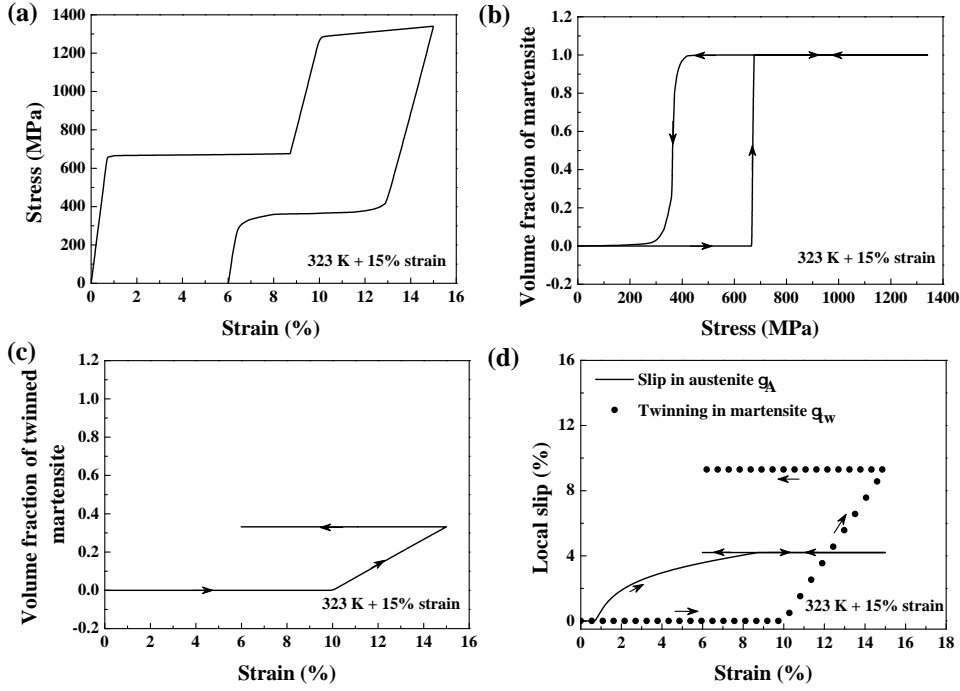 (a)
1400
1200
1000
800
600
400
200
0
Stress (MPa)
0 2 4 6 8 10 12 14 16
Strain (%)
323 K + 15% strain
(b)
1.2
1.0
0.8
0.6
0.4
0.2
0.0
-0.2
Volume fraction of martensite
0 200 400 600 800 1000 1200 1400
Stress (MPa)
323 K + 15% strain
(c)
1.2
1.0
0.8
0.6
0.4
0.2
0.0
-0.2
Volume fraction of twinned
martensite
0 2 4 6 8 10 12 14 16
Strain (%)
323 K + 15% strain
(d)
16
12
8
4
0
Local slip (%)
Slip in austenite gA
Twinning in martensite gtw
0 2 4 6 8 10 12 14 16 18
Strain (%)
323 K + 15% strain